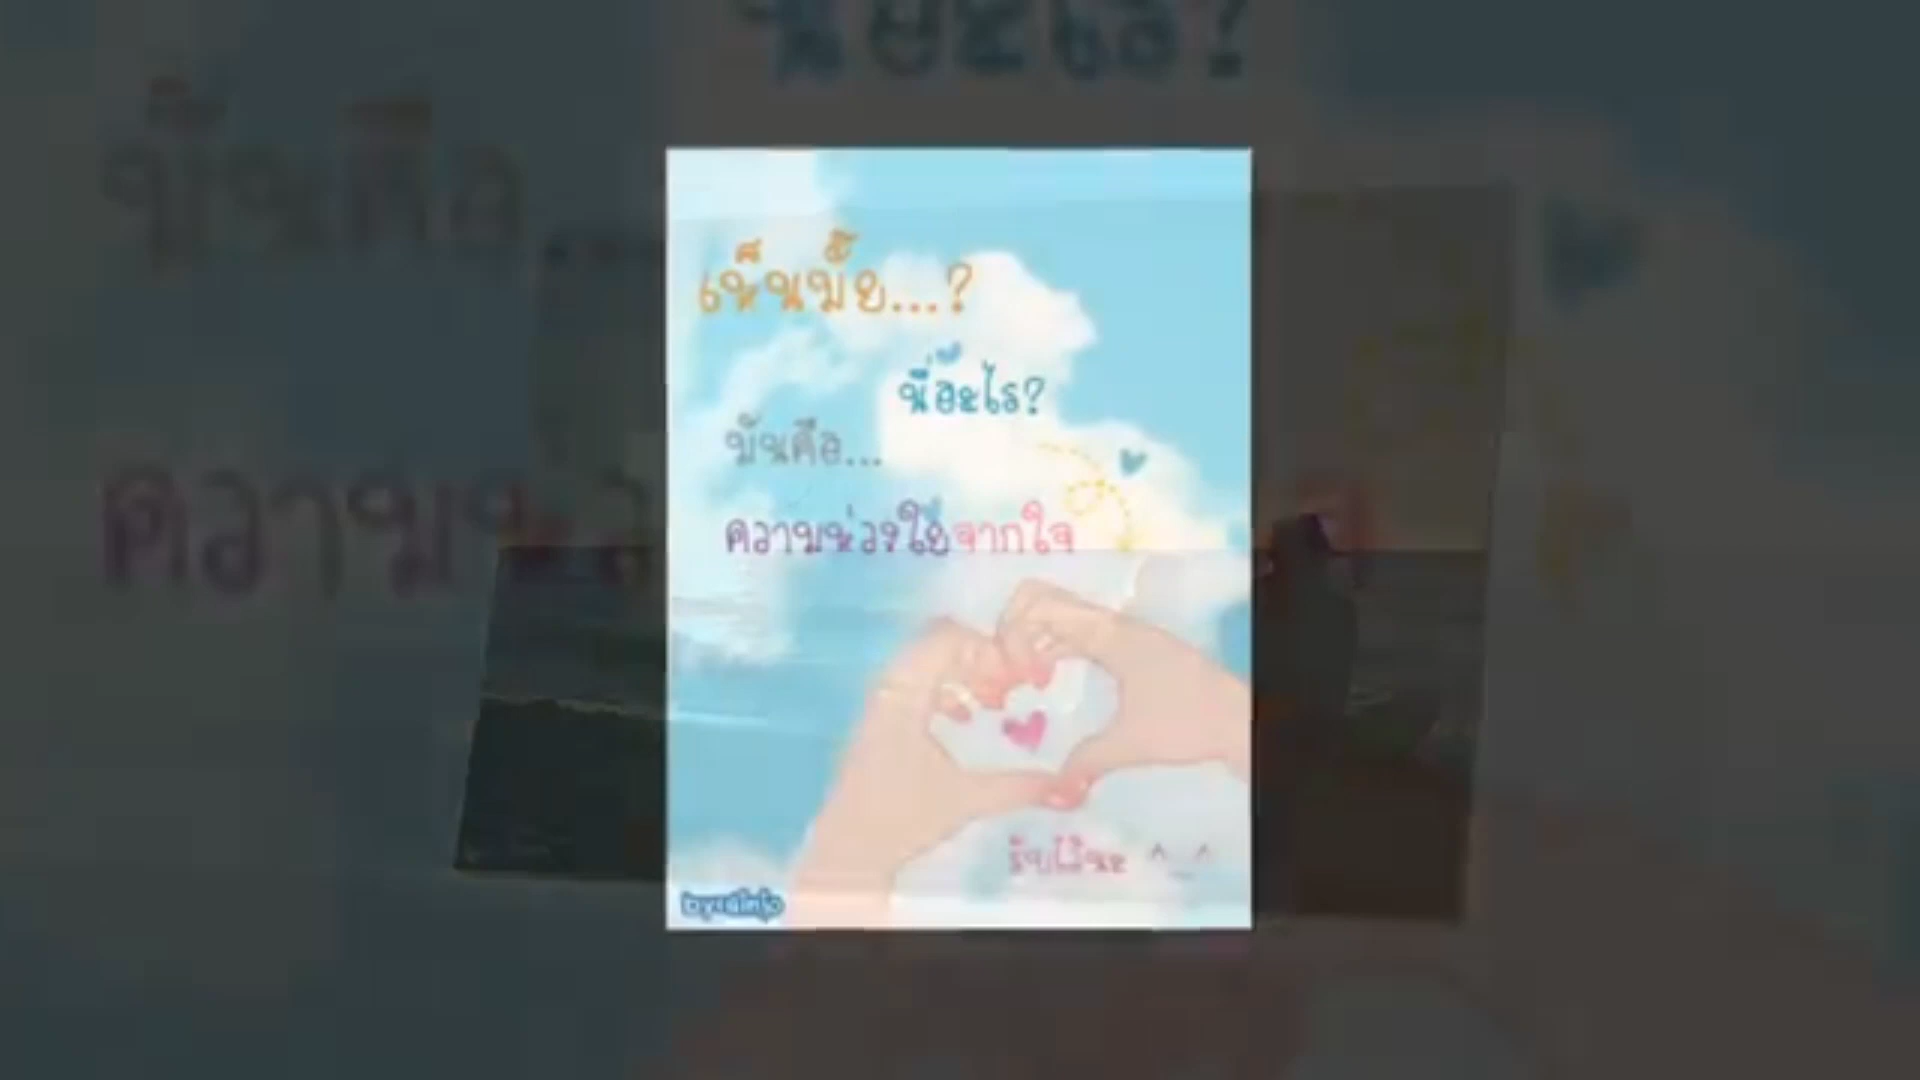 เห็นมั้ย...?
นี่อะไร?
มันคือ...
ความห่วงใยจากใจ
รับไว้นะ ^_^